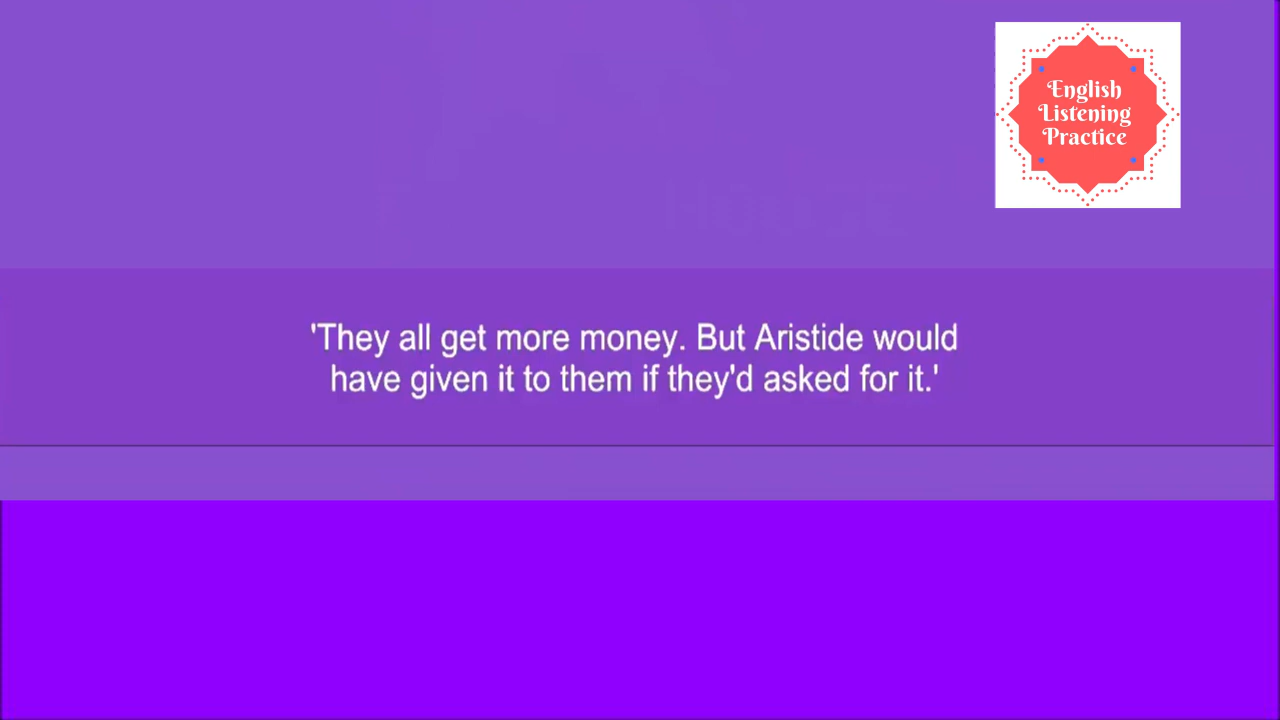 English
Listening
Practice
HOUSE
'They all get more money. But Aristide would
have given it to them if they'd asked for it.'